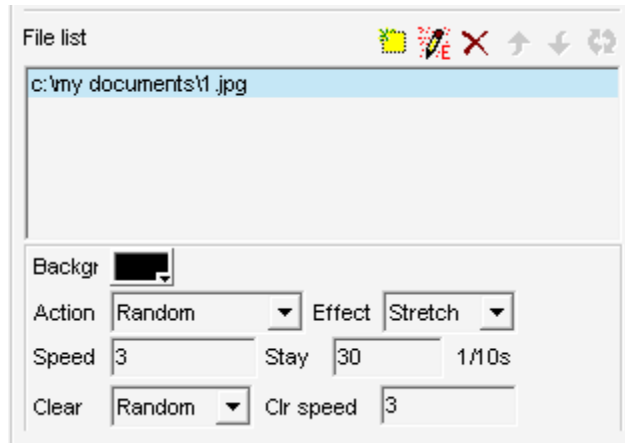 File list
E
c:\my documents\1.jpg
Backgr
Action Random Effect Stretch
Speed 3 Stay 30 1/10s
Clear Random Clr speed 3